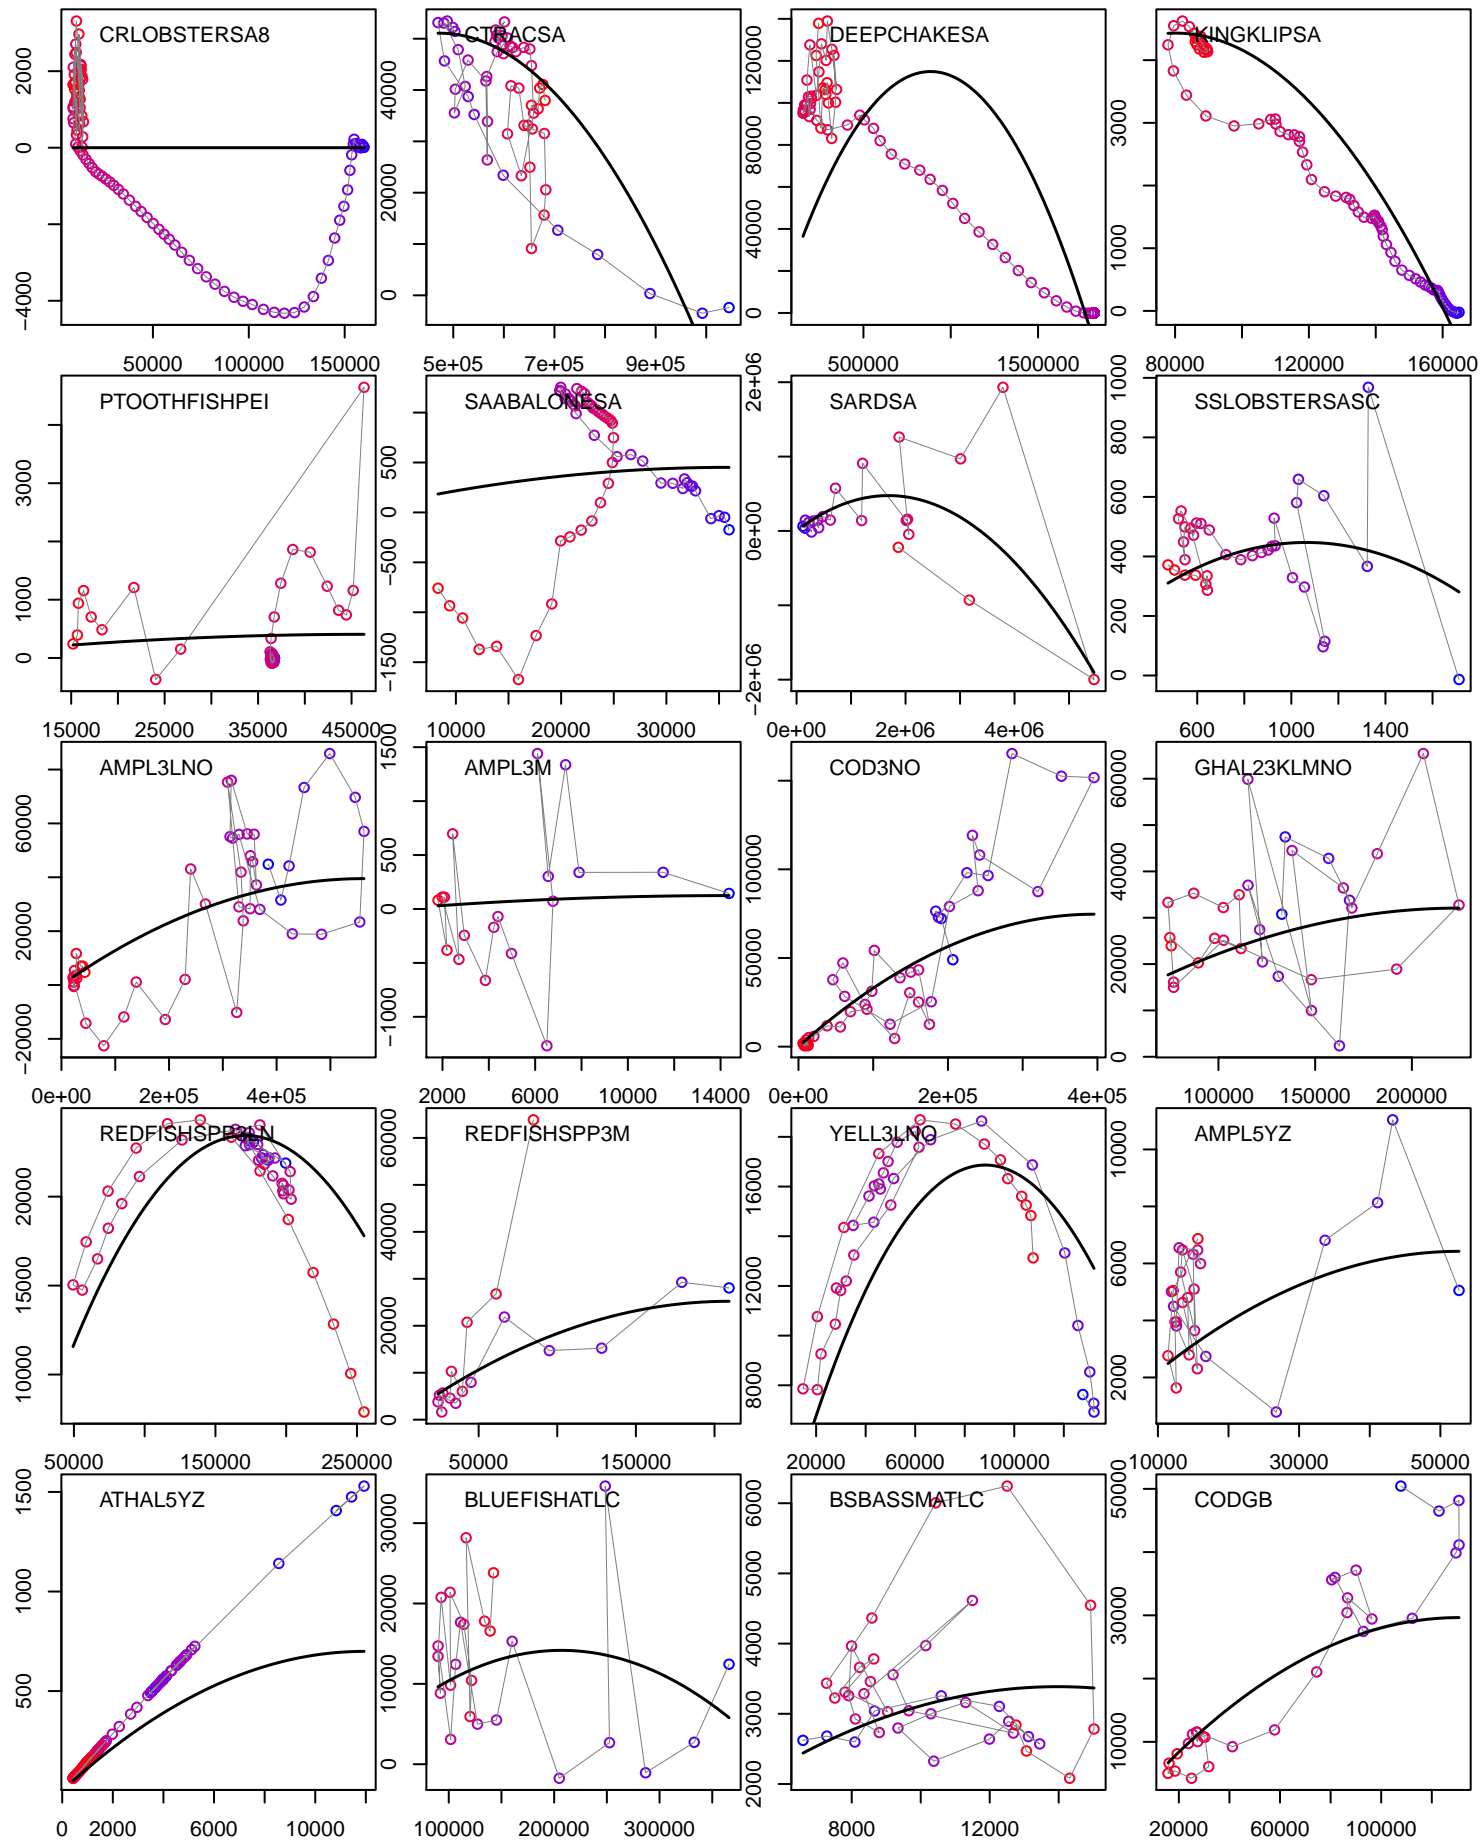 CRLOBSTERSA8
CTRACSA
DEEPCHAKESA
KINGKLIPSA
−4000 −2000 0 2000
0 20000 40000
0 40000 80000 120000
0 1000 3000
50000 100000 150000
5e+05 7e+05 9e+05
500000 1500000
80000 120000 160000
PTOOTHFISHPEI
SAABALONESA
SARDSA
SSLOBSTERSASC
0 1000 3000
−1500 −500 0 500
−2e+06 0e+00 2e+06
0 200 400 600 800 1000
15000 25000 35000 45000
10000 20000 30000
0e+00 2e+06 4e+06
600 1000 1400
AMPL3LNO
AMPL3M
COD3NO
GHAL23KLMNO
−20000 20000 60000
−1000 0 500 1500
0 50000 100000
0 20000 40000 60000
0e+00 2e+05 4e+05
2000 6000 10000 14000
0e+00 2e+05 4e+05
100000 150000 200000
REDFISHSPP3LN
REDFISHSPP3M
YELL3LNO
AMPL5YZ
10000 15000 20000
0 20000 40000 60000
8000 12000 16000
2000 6000 10000
50000 150000 250000
50000 150000
20000 60000 100000
10000 30000 50000
ATHAL5YZ
BLUEFISHATLC
BSBASSMATLC
CODGB
500 1000 1500
0 10000 20000 30000
2000 3000 4000 5000 6000
10000 30000 50000
0 2000 6000 10000
100000 200000 300000
8000 12000
20000 60000 100000